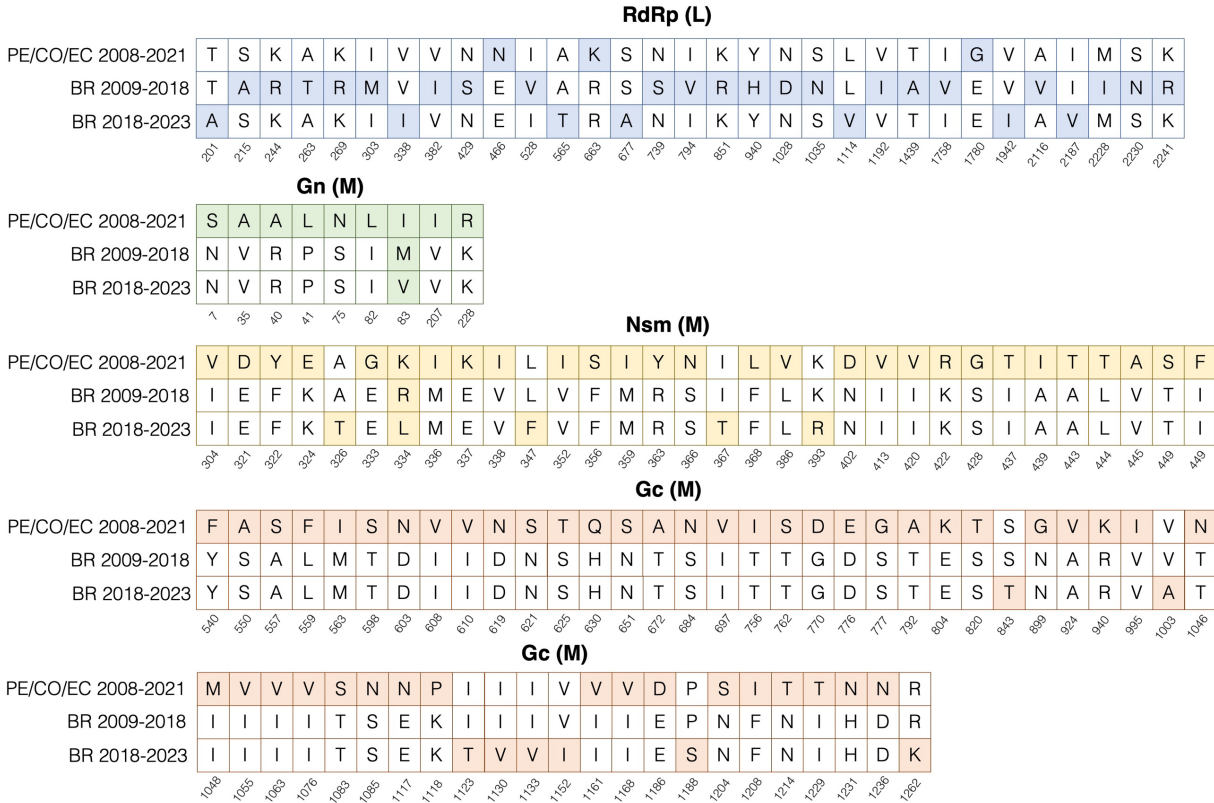 RdRp (L)
PE/CO/EC 2008-2021 T S K A K I V V N N I A K S N I K Y N S L V T I G V A I M S K
BR 2009-2018 T A R T R M V I S E V A R S S V R H D N L I A V E V V I I N R
BR 2018-2023 A S K A K I I V N E I T R A N I K Y N S V V T I E I A V M S K
201 215 244 263 269 303 338 382 429 466 528 565 663 677 739 794 851 940 1028 1035 1114 1192 1439 1758 1780 1942 2116 2187 2228 2230 2241
Gn (M)
PE/CO/EC 2008-2021 S A A L N L I I R
BR 2009-2018 N V R P S I M V K
BR 2018-2023 N V R P S I V V K
7 35 40 41 75 82 83 207 228
Nsm (M)
PE/CO/EC 2008-2021 V D Y E A G K I K I L I S I Y N I L V K D V V R G T I T T A S F
BR 2009-2018 I E F K A E R M E V L V F M R S I F L K N I I K S I A A L V T I
BR 2018-2023 I E F K T E L M E V F V F M R S T F L R N I I K S I A A L V T I
304 321 322 324 326 333 334 336 337 338 347 352 356 359 363 366 367 368 386 393 402 413 420 422 428 437 439 443 444 445 449 449
Gc (M)
PE/CO/EC 2008-2021 F A S F I S N V V N S T Q S A N V I S D E G A K T S G V K I V N
BR 2009-2018 Y S A L M T D I I D N S H N T S I T T G D S T E S S N A R V V T
BR 2018-2023 Y S A L M T D I I D N S H N T S I T T G D S T E S T N A R V A T
540 550 557 559 563 598 603 608 610 619 621 625 630 651 672 684 697 756 762 770 776 777 792 804 820 843 899 924 940 995 1003 1046
Gc (M)
PE/CO/EC 2008-2021 M V V V S N N P I I I V V V D P S I T T N N R
BR 2009-2018 I I I I T S E K I I I V I I E P N F N I H D R
BR 2018-2023 I I I I T S E K T V V I I I E S N F N I H D K
1048 1055 1063 1076 1083 1085 1117 1118 1123 1130 1133 1152 1161 1168 1186 1188 1204 1208 1214 1229 1231 1236 1262